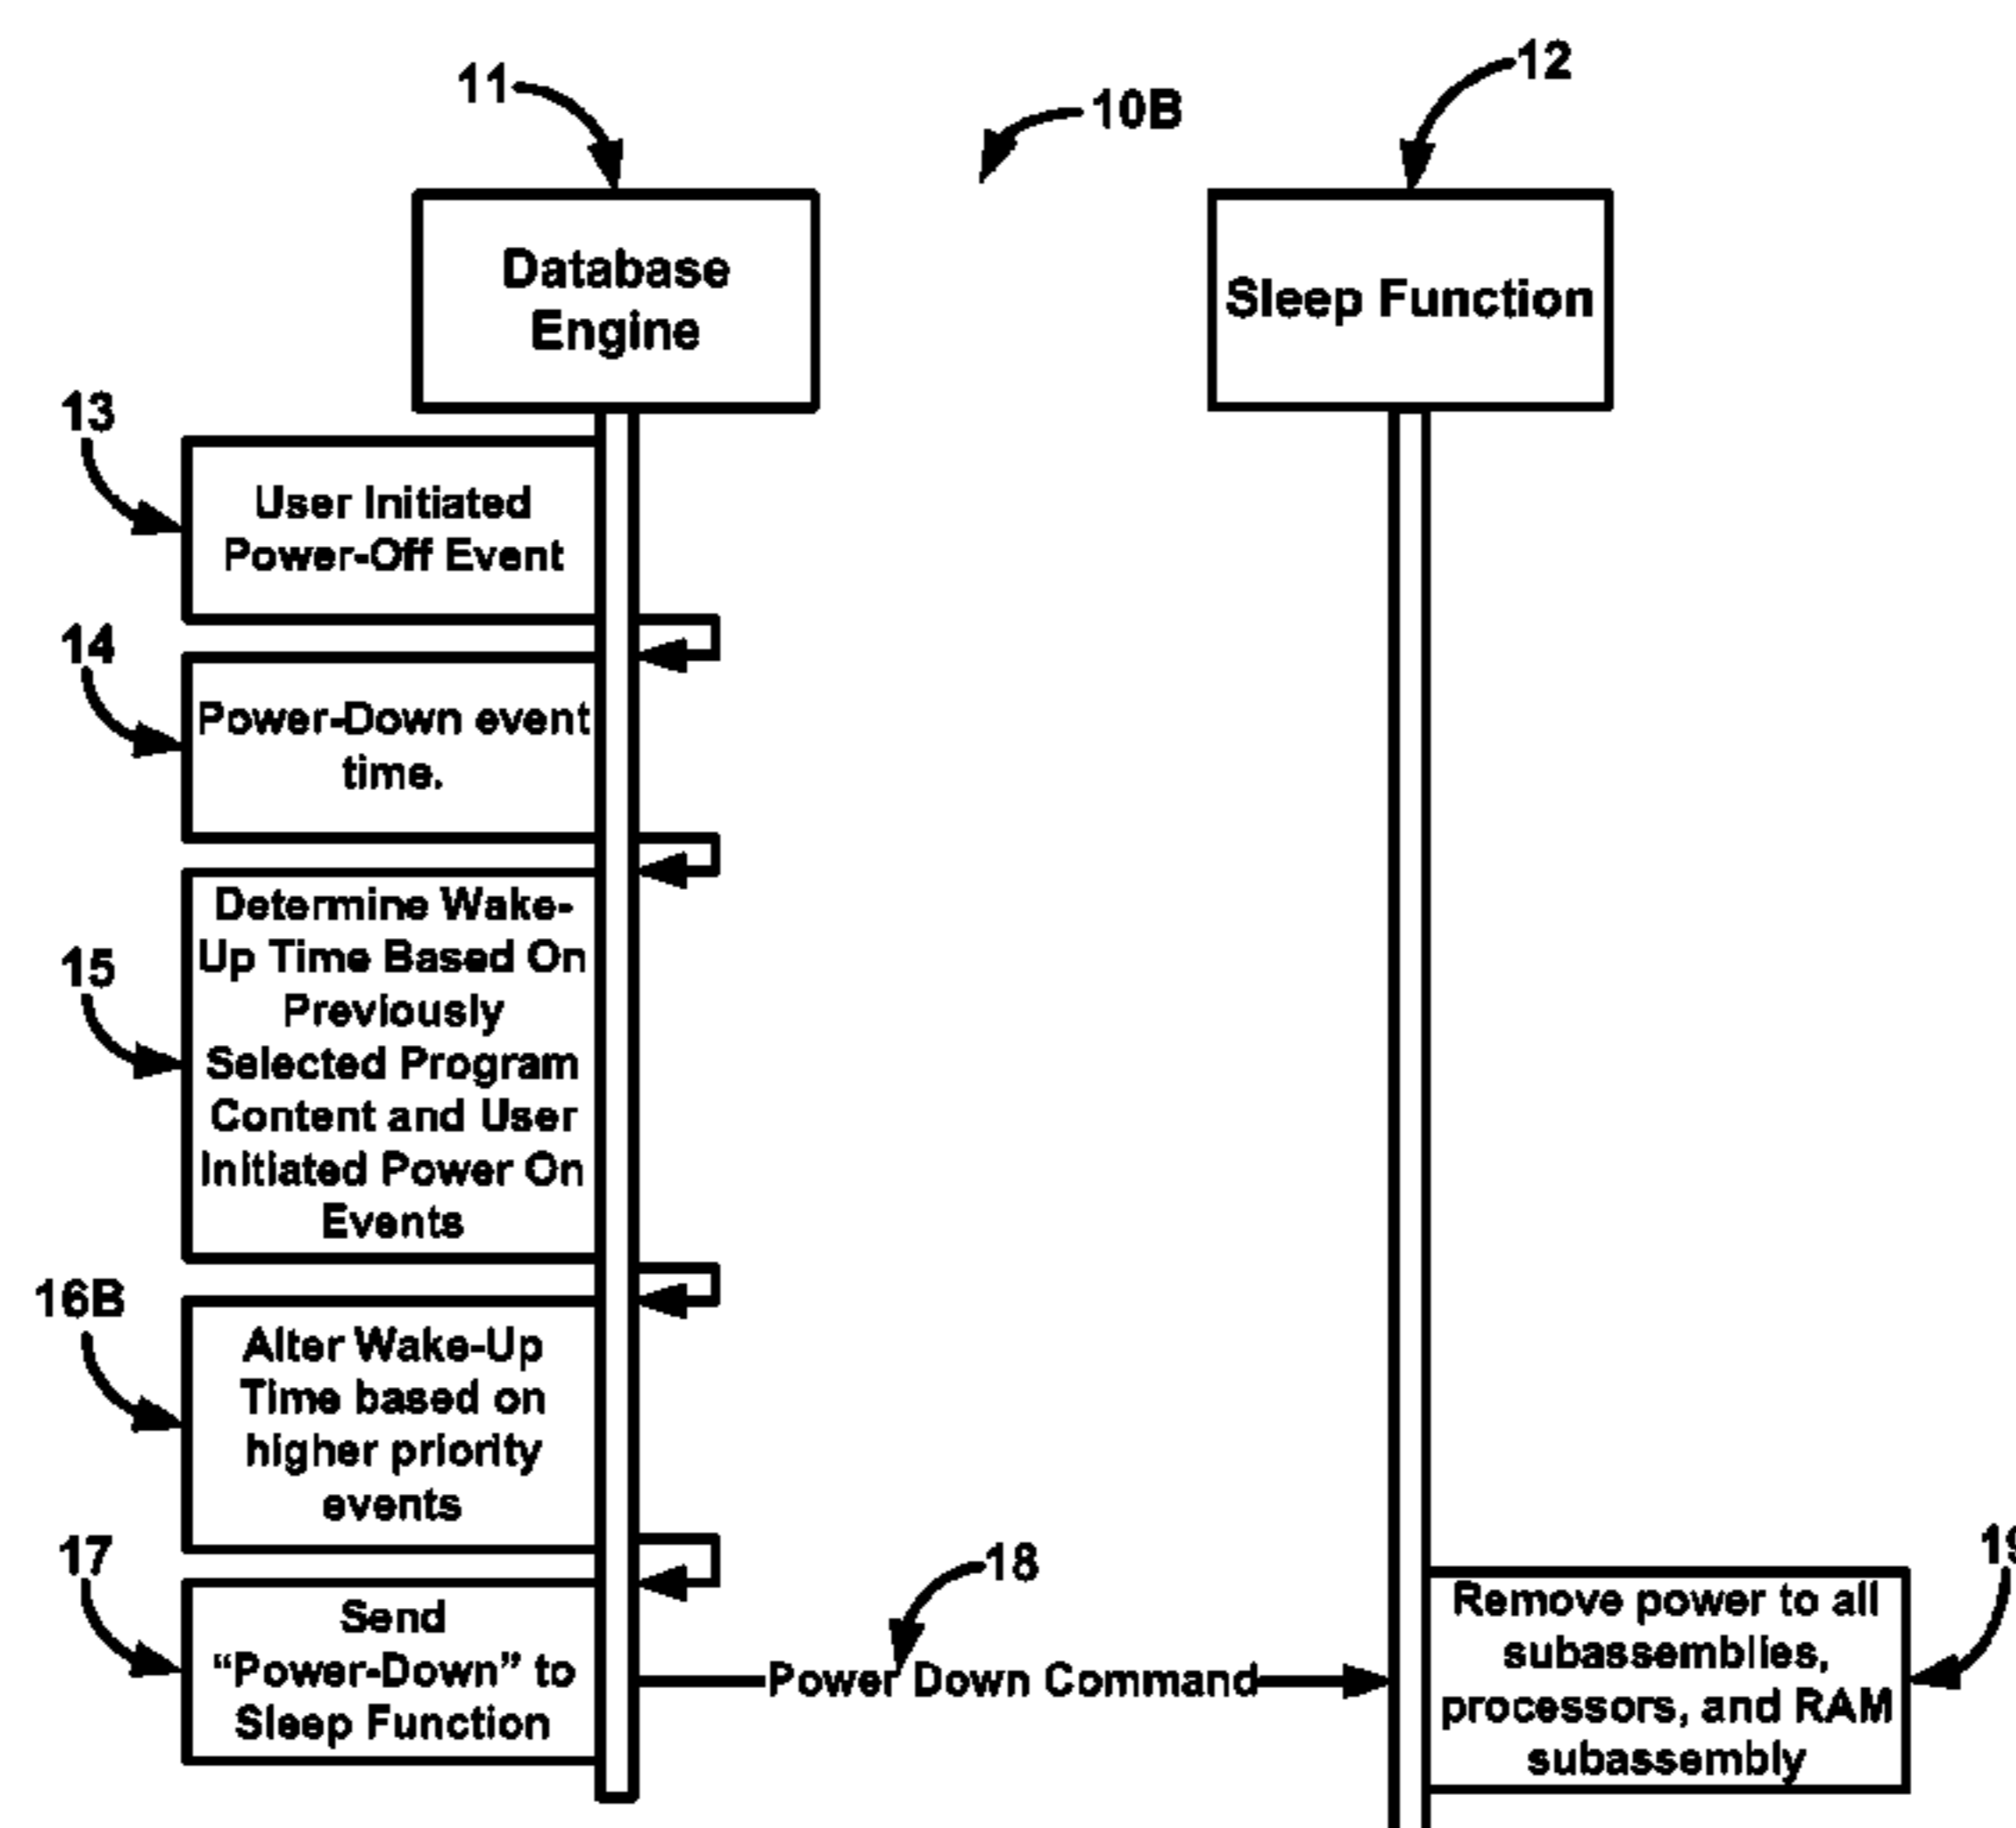 11
10B
12
Database
Engine
Sleep Function
13
User Initiated
Power-Off Event
14
Power-Down event
time.
15
Determine Wake-
Up Time Based On
Previously
Selected Program
Content and User
Initiated Power On
Events
16B
Alter Wake-Up
Time based on
higher priority
events
17
Send
“Power-Down” to
Sleep Function
18
Power Down Command
19
Remove power to all
subassemblies,
processors, and RAM
subassembly